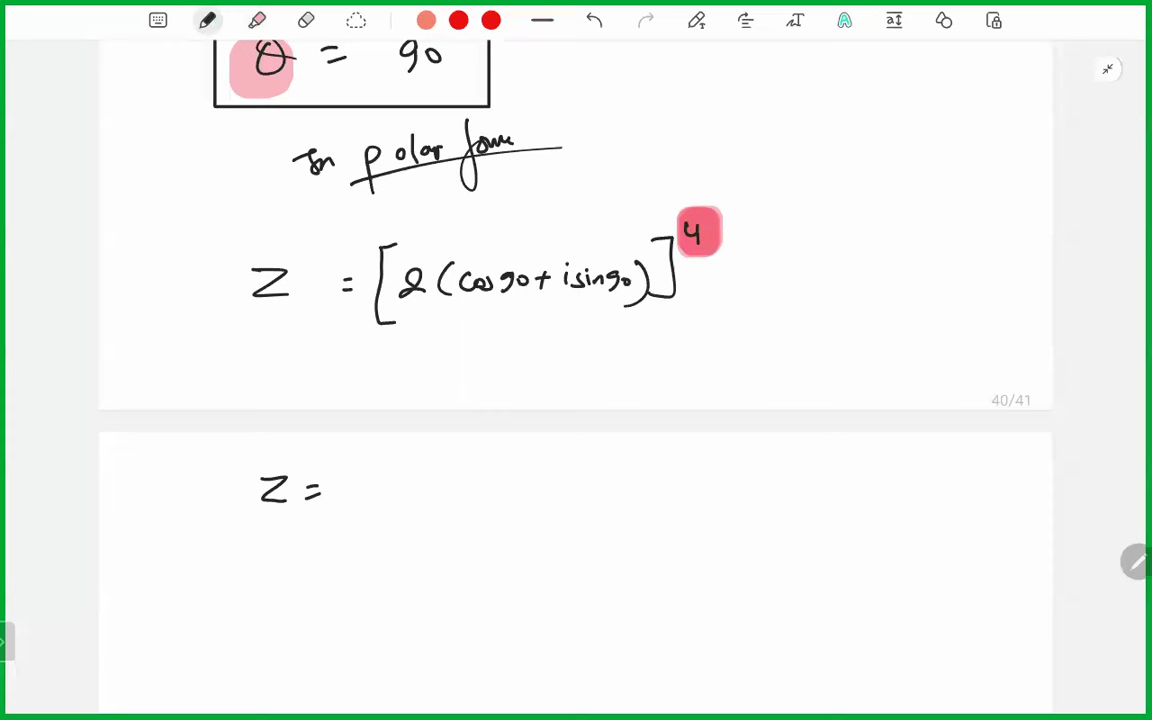 θ = 90
In polar form
Z = [2(cos90 + isin90)]^4
40/41
Z =